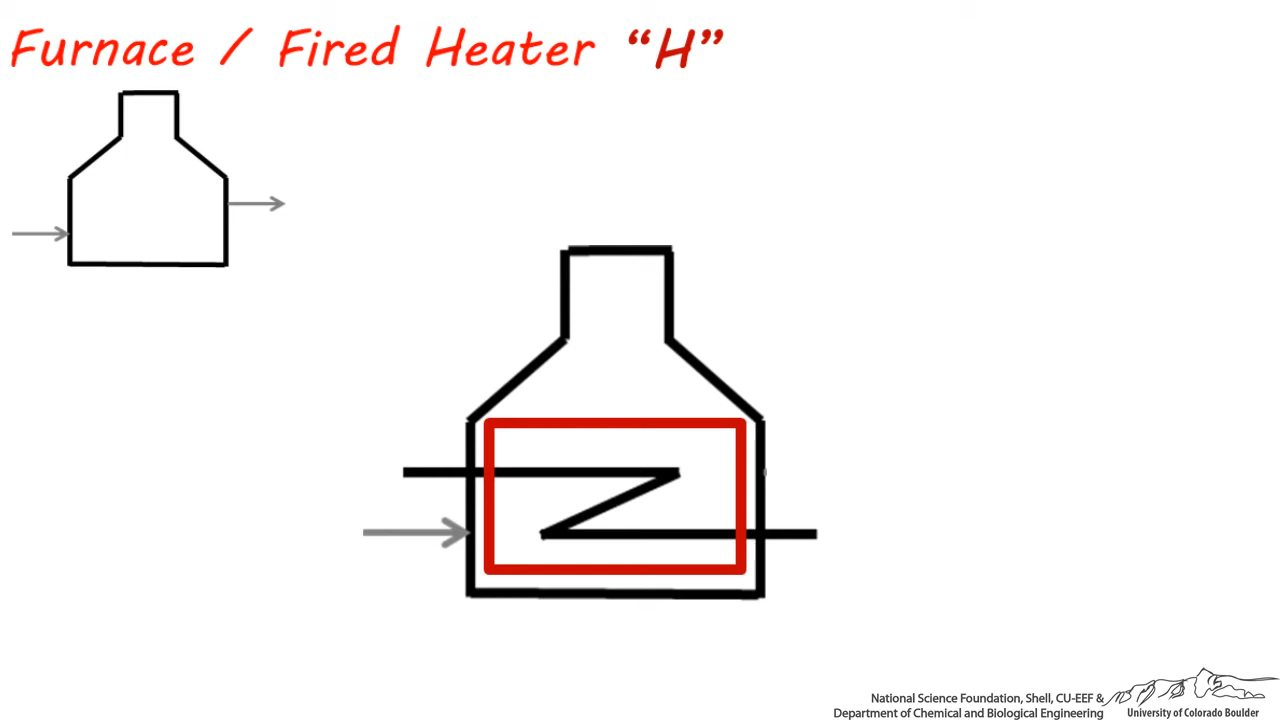 Furnace / Fired Heater “H”
National Science Foundation, Shell, CU-EEF &
Department of Chemical and Biological Engineering
University of Colorado Boulder